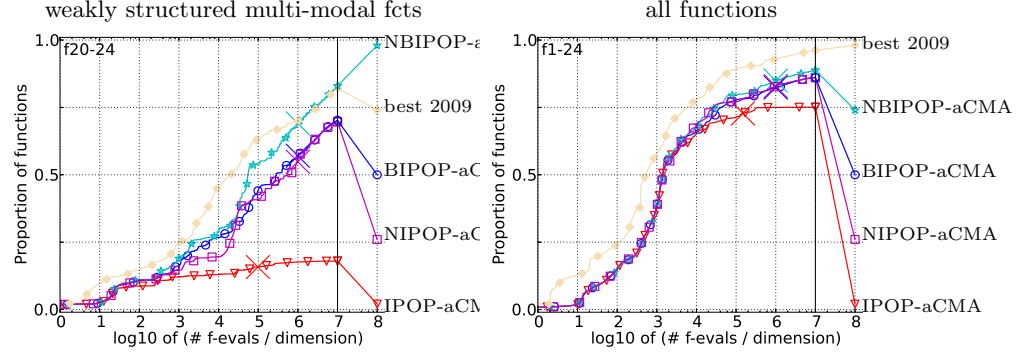 weakly structured multi-modal fcts
1.0
f20-24
NBIPOP-a
best 2009
0.5
BIPOP-aC
NIPOP-aC
0.0
IPOP-aCM
0 1 2 3 4 5 6 7 8
log10 of (# f-evals / dimension)
Proportion of functions
all functions
1.0
f1-24
best 2009
NBIPOP-aCMA
0.5
BIPOP-aCMA
NIPOP-aCMA
0.0
IPOP-aCMA
0 1 2 3 4 5 6 7 8
log10 of (# f-evals / dimension)
Proportion of functions